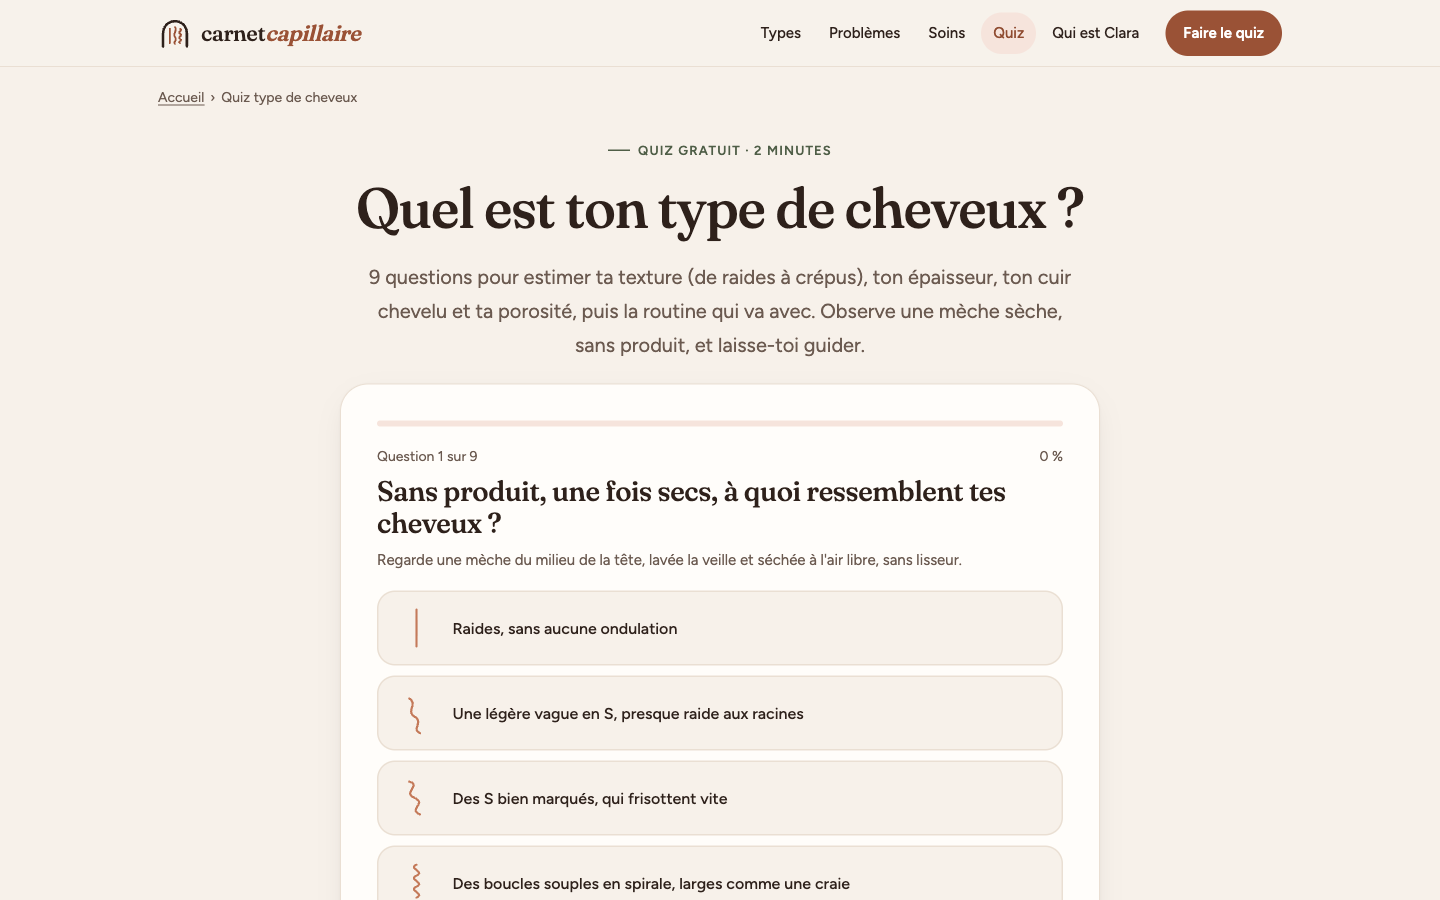 carnetcapillaire
Types
Problèmes
Soins
Quiz
Qui est Clara
Faire le quiz
Accueil › Quiz type de cheveux
QUIZ GRATUIT · 2 MINUTES
Quel est ton type de cheveux ?
9 questions pour estimer ta texture (de raides à crépus), ton épaisseur, ton cuir
chevelu et ta porosité, puis la routine qui va avec. Observe une mèche sèche,
sans produit, et laisse-toi guider.
Question 1 sur 9
0 %
Sans produit, une fois secs, à quoi ressemblent tes
cheveux ?
Regarde une mèche du milieu de la tête, lavée la veille et séchée à l'air libre, sans lisseur.
Raides, sans aucune ondulation
Une légère vague en S, presque raide aux racines
Des S bien marqués, qui frisottent vite
Des boucles souples en spirale, larges comme une craie